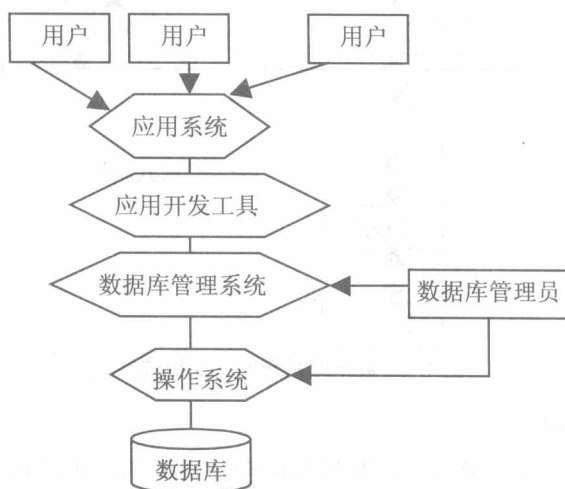 用户
用户
用户
应用系统
应用开发工具
数据库管理系统
数据库管理员
操作系统
数据库